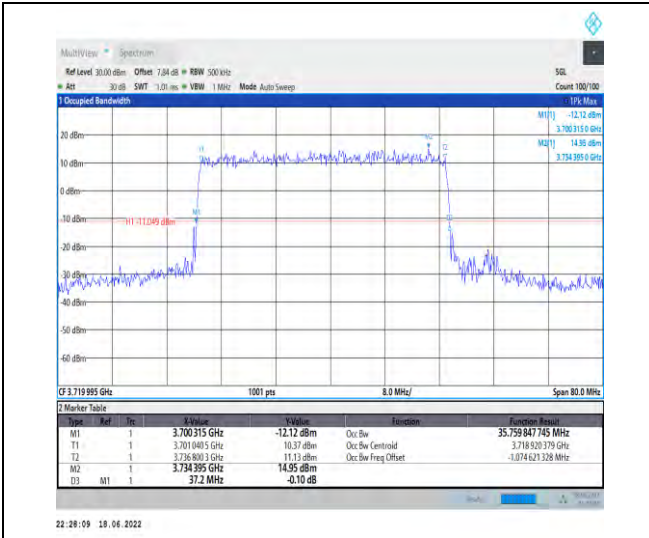 MultiView Spectrum
Ref Level 30.00 dBm Offset 7.84 dB RBW 500 kHz SGL
Att 30 dB SWT 1.01 ms VBW 1 MHz Mode Auto Sweep Count 100/100
1 Occupied Bandwidth 1Pk Max
M1[1] -12.12 dBm
3.700 315 0 GHz
M2[1] 14.95 dBm
3.734 395 0 GHz
20 dBm
10 dBm
0 dBm
-10 dBm
-20 dBm
-30 dBm
-40 dBm
-50 dBm
-60 dBm
T1
M2
T2
M1
D3
H1 -11.049 dBm
CF 3.719 995 GHz 1001 pts 8.0 MHz/ Span 80.0 MHz
2 Marker Table
Type Ref Trc X-Value Y-Value Function Function Result
M1 1 3.700 315 GHz -12.12 dBm Occ Bw 35.759 847 745 MHz
T1 1 3.701 040 5 GHz 10.37 dBm Occ Bw Centroid 3.718 920 379 GHz
T2 1 3.736 800 3 GHz 11.13 dBm Occ Bw Freq Offset -1.074 621 328 MHz
M2 1 3.734 395 GHz 14.95 dBm
D3 M1 1 37.2 MHz -0.10 dB
22:28:09 18.06.2022